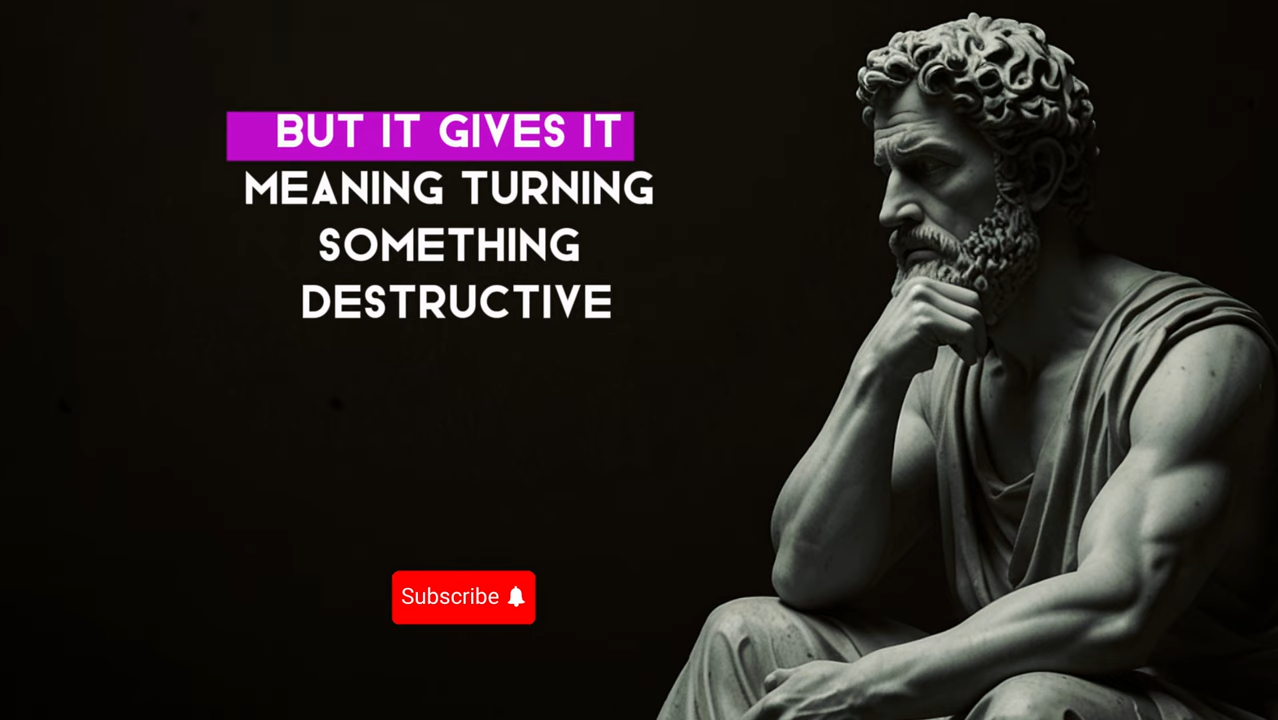 BUT IT GIVES IT
MEANING TURNING
SOMETHING
DESTRUCTIVE
Subscribe